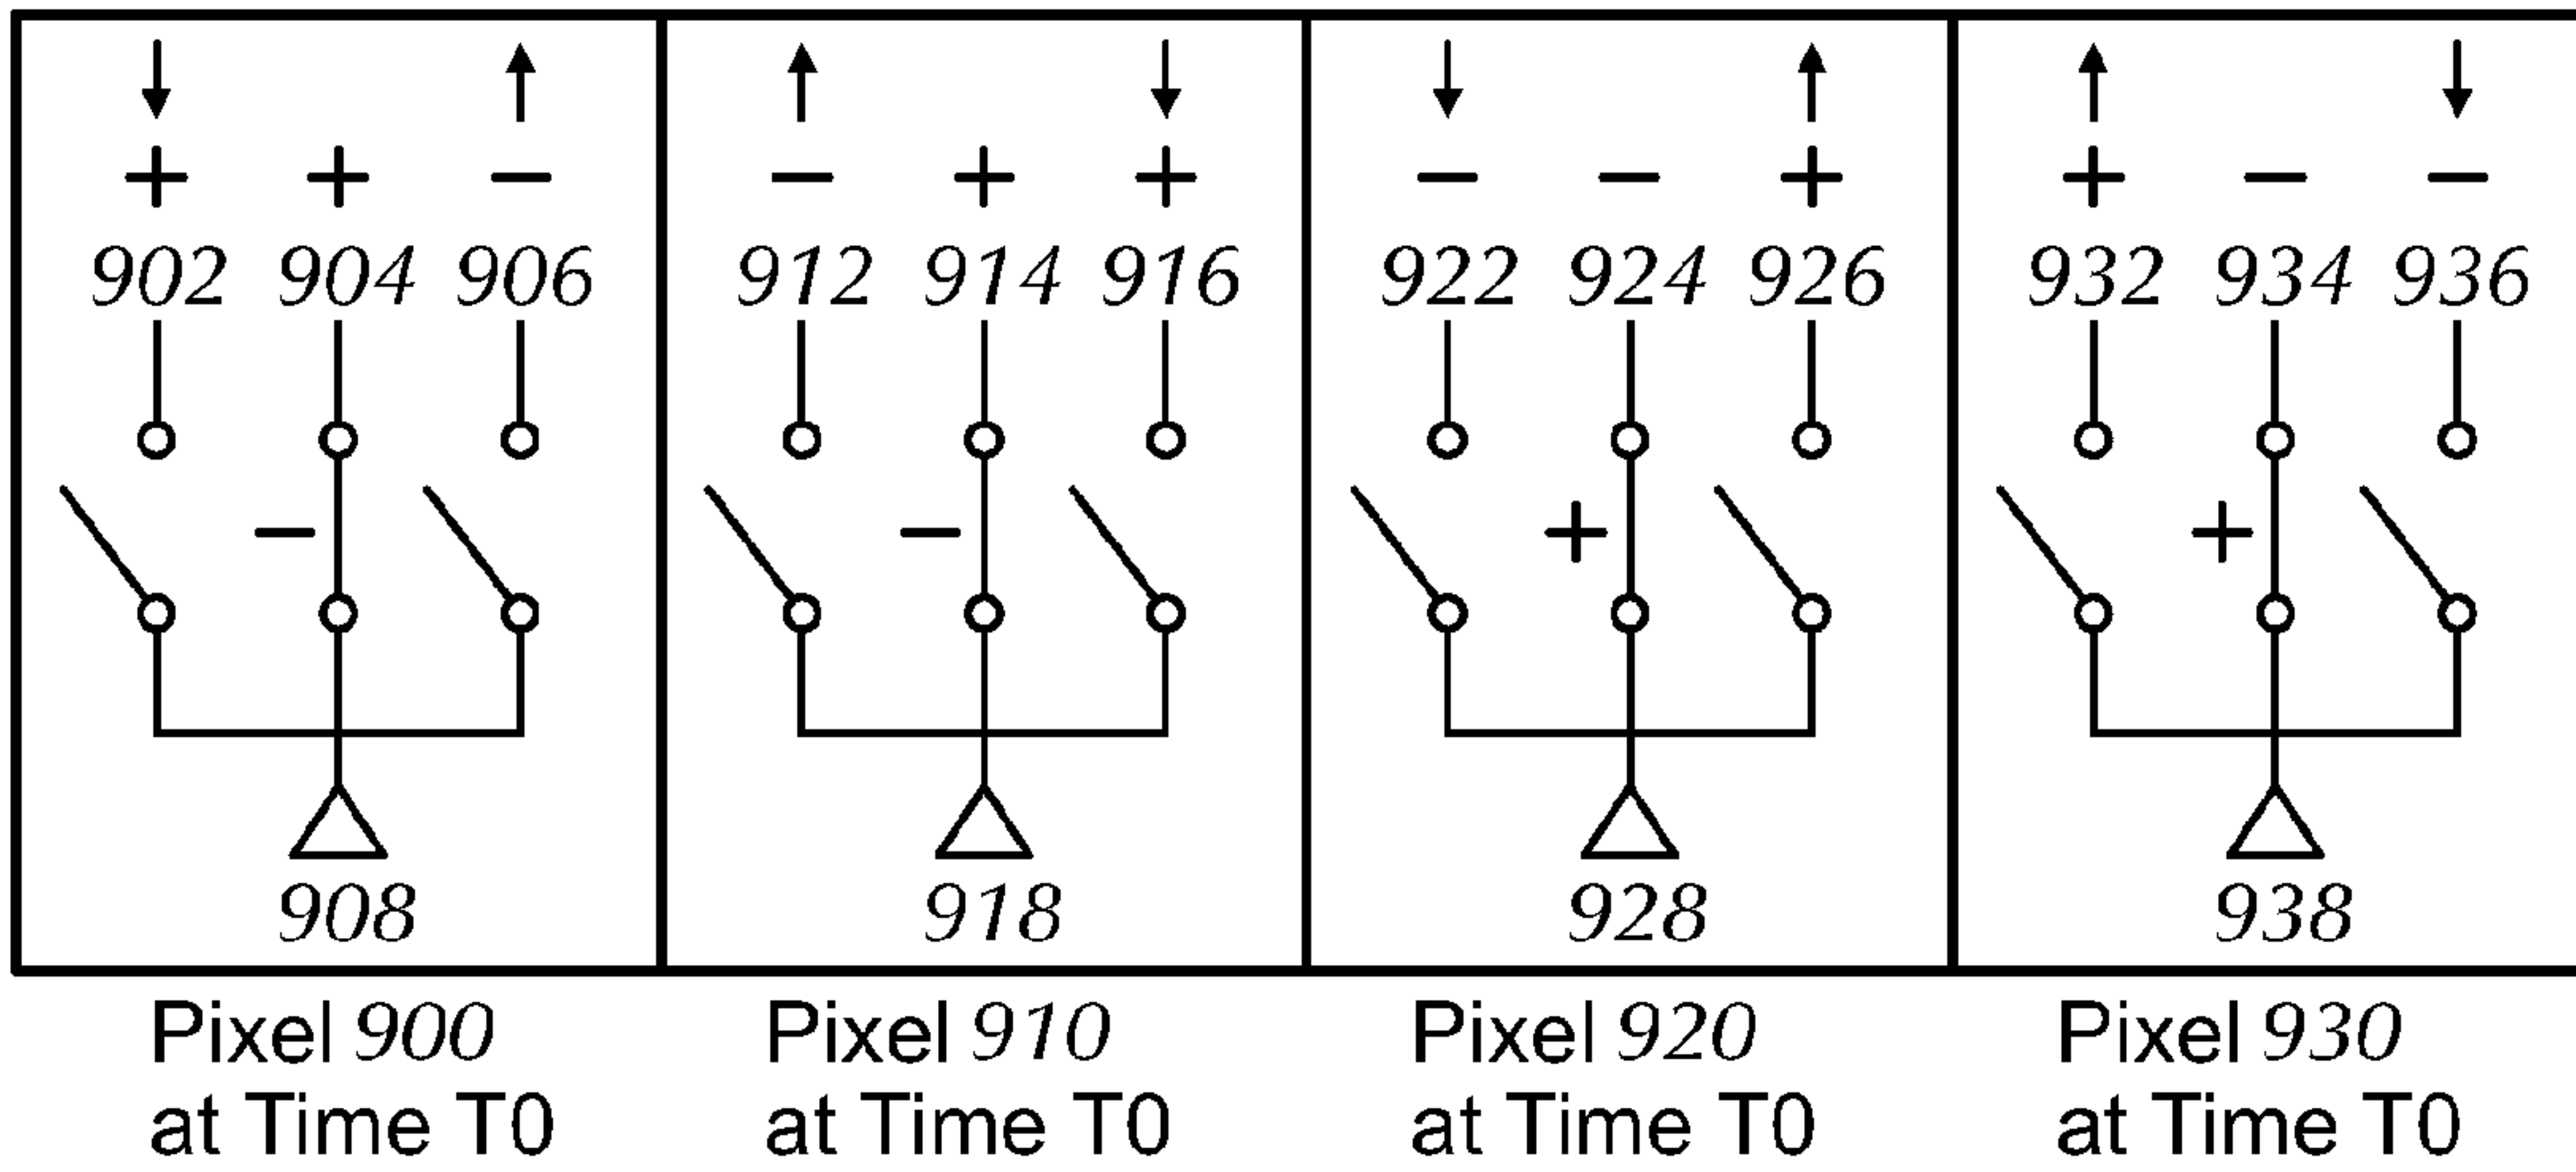 + + − − + + − − + + − −
902 904 906 912 914 916 922 924 926 932 934 936
− − + +
908 918 928 938
Pixel 900 Pixel 910 Pixel 920 Pixel 930
at Time T0 at Time T0 at Time T0 at Time T0